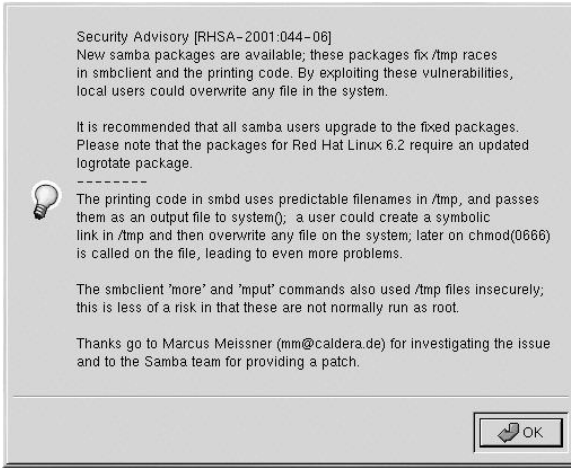 Security Advisory [RHSA-2001:044-06]
New samba packages are available; these packages fix /tmp races
in smbclient and the printing code. By exploiting these vulnerabilities,
local users could overwrite any file in the system.
It is recommended that all samba users upgrade to the fixed packages.
Please note that the packages for Red Hat Linux 6.2 require an updated
logrotate package.
--------
The printing code in smbd uses predictable filenames in /tmp, and passes
them as an output file to system(); a user could create a symbolic
link in /tmp and then overwrite any file on the system; later on chmod(0666)
is called on the file, leading to even more problems.
The smbclient 'more' and 'mput' commands also used /tmp files insecurely;
this is less of a risk in that these are not normally run as root.
Thanks go to Marcus Meissner (mm@caldera.de) for investigating the issue
and to the Samba team for providing a patch.
OK